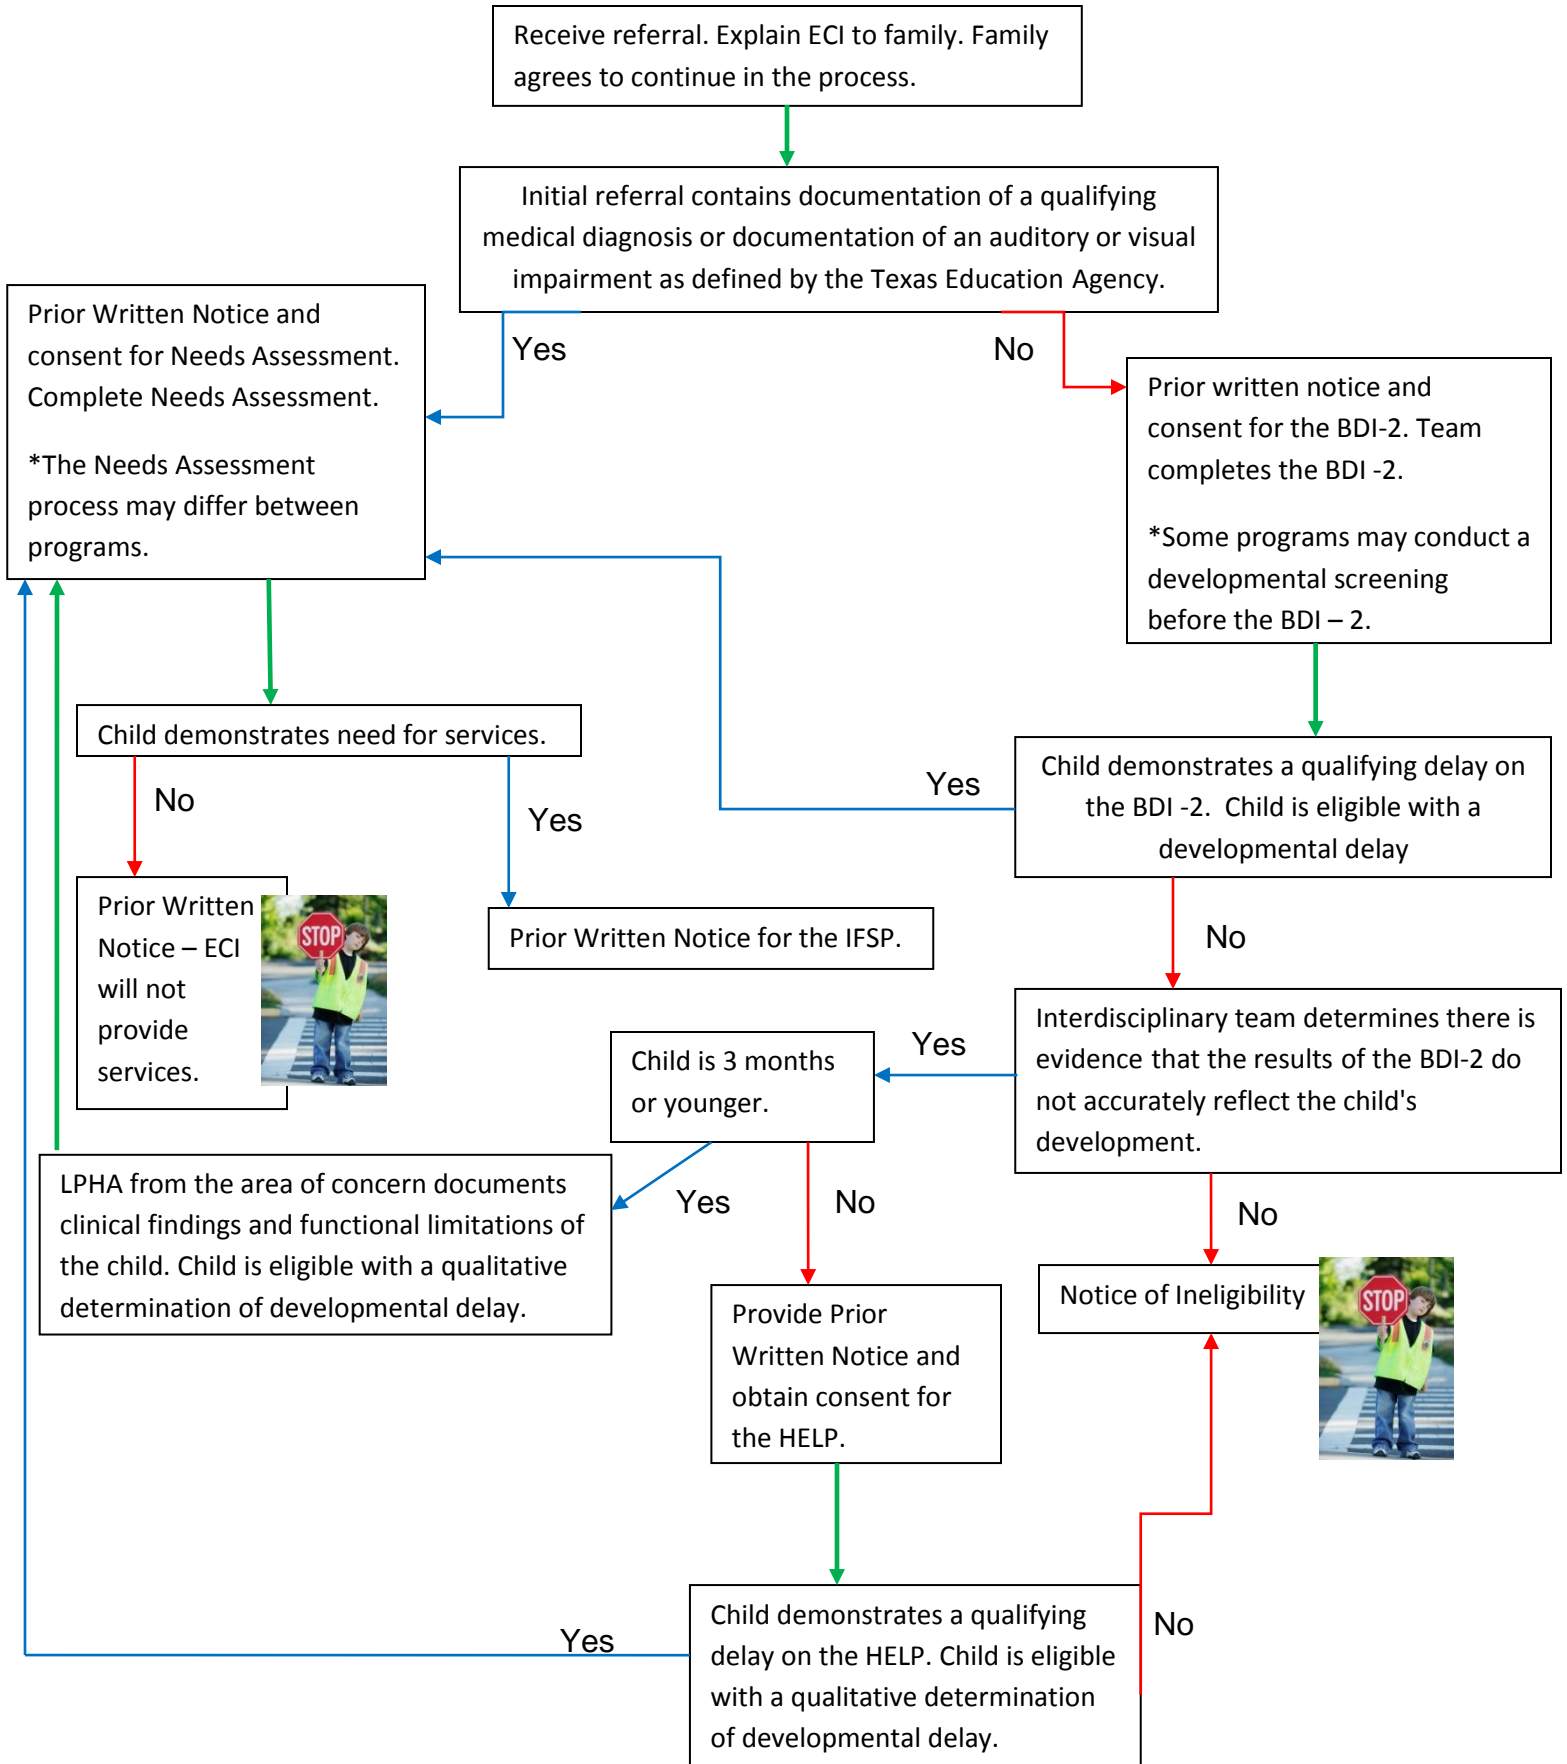 Receive referral. Explain ECI to family. Family
agrees to continue in the process.
Initial referral contains documentation of a qualifying
medical diagnosis or documentation of an auditory or visual
impairment as defined by the Texas Education Agency.
Yes
No
Prior Written Notice and
consent for Needs Assessment.
Complete Needs Assessment.
*The Needs Assessment
process may differ between
programs.
Prior written notice and
consent for the BDI-2. Team
completes the BDI -2.
*Some programs may conduct a
developmental screening
before the BDI – 2.
Child demonstrates need for services.
No
Yes
Yes
Child demonstrates a qualifying delay on
the BDI -2.  Child is eligible with a
developmental delay
Prior Written
Notice – ECI
will not
provide
services.
STOP
Prior Written Notice for the IFSP.
No
Interdisciplinary team determines there is
evidence that the results of the BDI-2 do
not accurately reflect the child's
development.
Yes
Child is 3 months
or younger.
LPHA from the area of concern documents
clinical findings and functional limitations of
the child. Child is eligible with a qualitative
determination of developmental delay.
Yes
No
No
Notice of Ineligibility
STOP
Provide Prior
Written Notice and
obtain consent for
the HELP.
Yes
Child demonstrates a qualifying
delay on the HELP. Child is eligible
with a qualitative determination
of developmental delay.
No